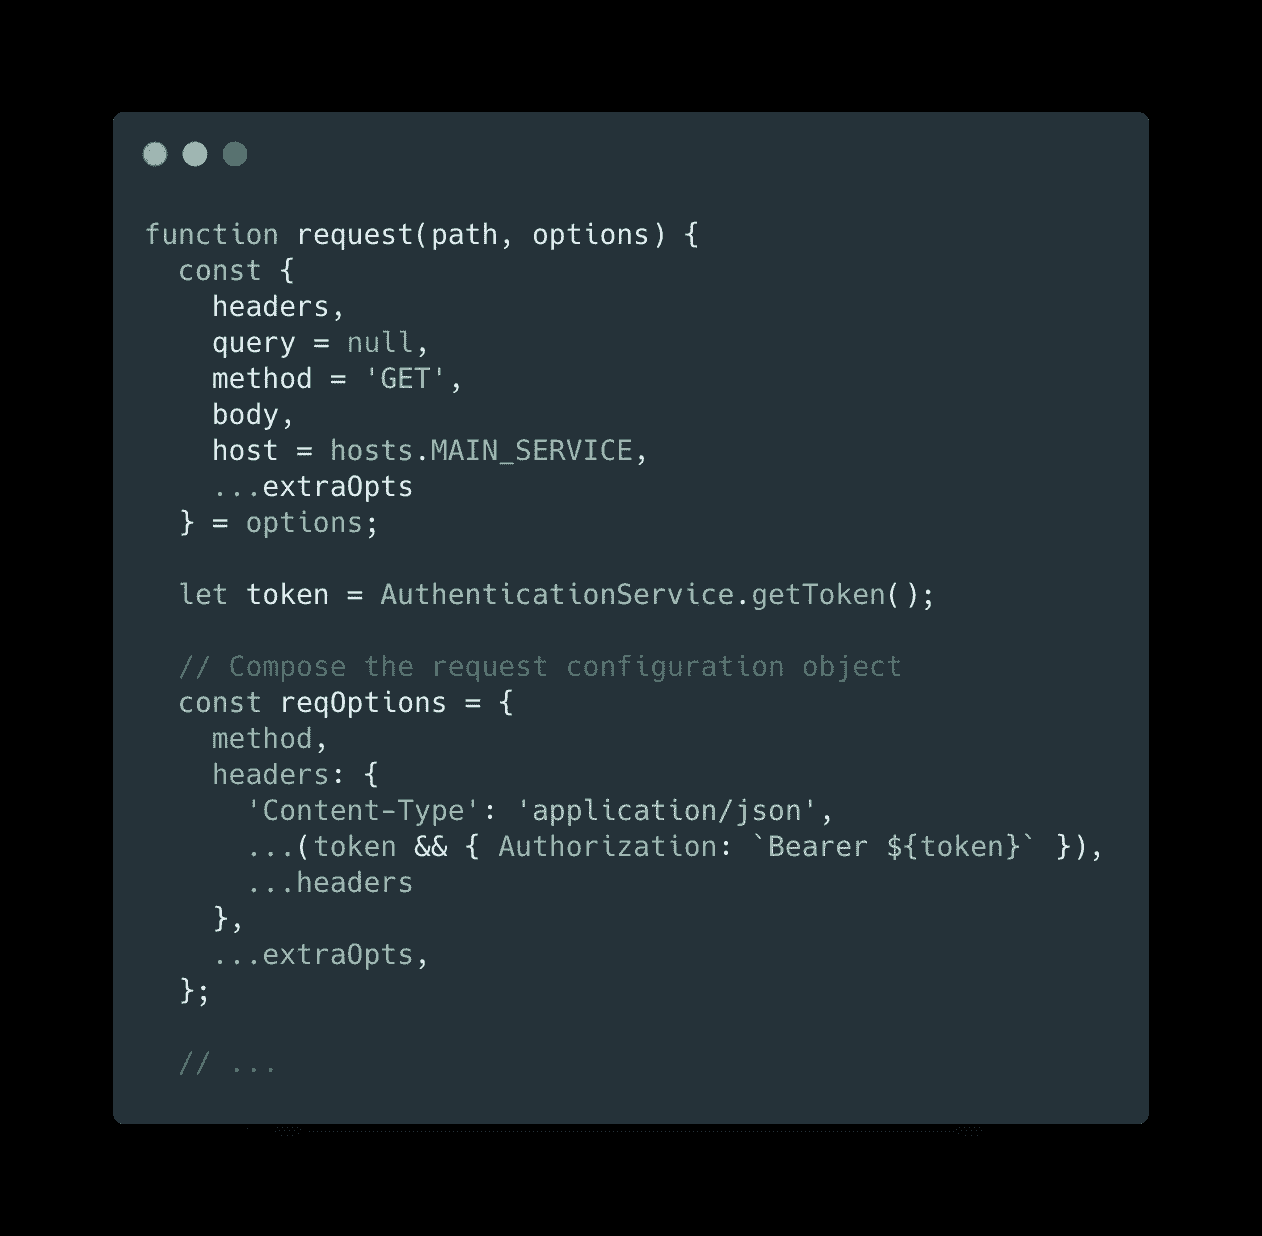 function request(path, options) {
  const {
    headers,
    query = null,
    method = 'GET',
    body,
    host = hosts.MAIN_SERVICE,
    ...extraOpts
  } = options;

  let token = AuthenticationService.getToken();

  // Compose the request configuration object
  const reqOptions = {
    method,
    headers: {
      'Content-Type': 'application/json',
      ...(token && { Authorization: `Bearer ${token}` }),
      ...headers
    },
    ...extraOpts,
  };

  // ...